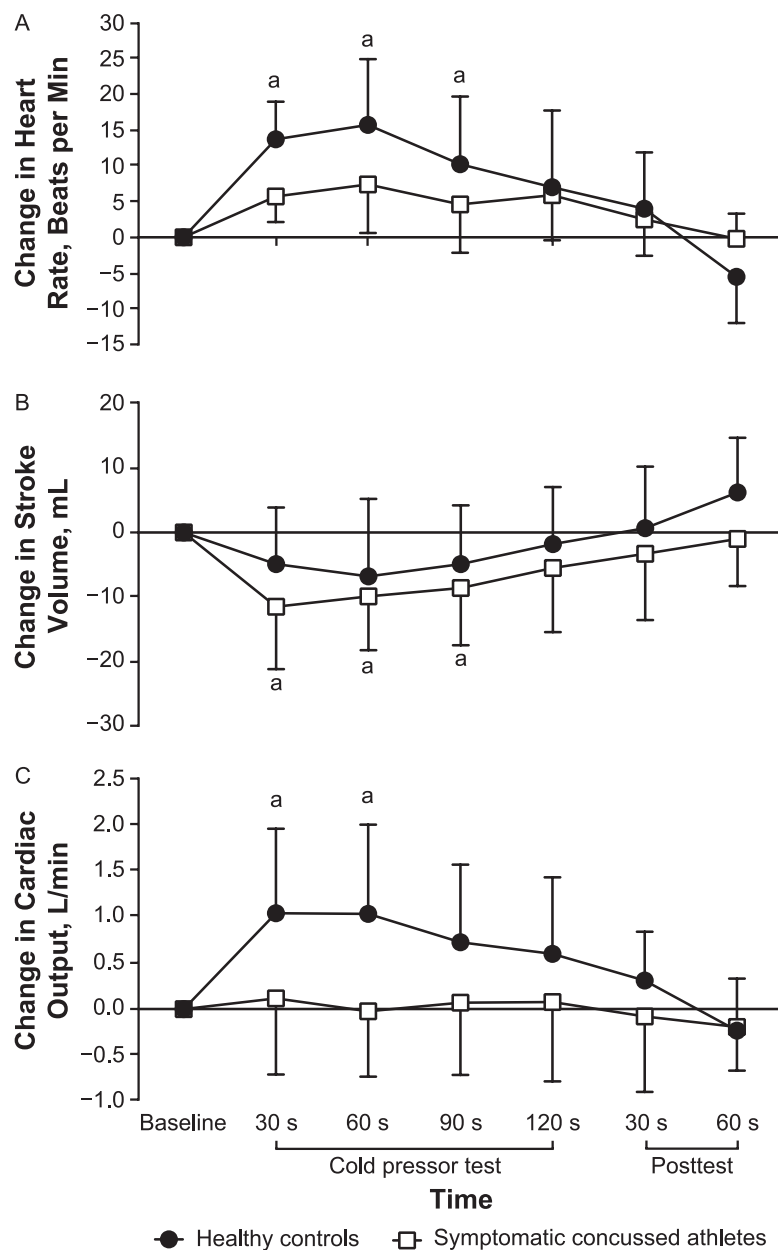 A
Change in Heart
Rate, Beats per Min
30
25
20
15
10
5
0
−5
−10
−15
a
a
a
B
Change in Stroke
Volume, mL
20
10
0
−10
−20
−30
a
a
a
C
Change in Cardiac
Output, L/min
2.5
2.0
1.5
1.0
0.5
0.0
−0.5
−1.0
a
a
Baseline 30 s 60 s 90 s 120 s 30 s 60 s
Cold pressor test Posttest
Time
Healthy controls Symptomatic concussed athletes